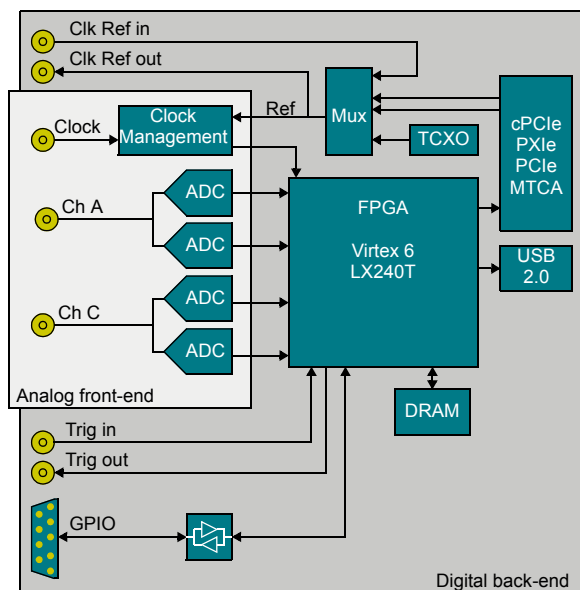 Clk Ref in
Clk Ref out
Clock
Clock
Management
Ref
Mux
TCXO
cPCIe
PXIe
PCIe
MTCA
Ch A
ADC
ADC
FPGA
Virtex 6
LX240T
USB
2.0
Ch C
ADC
ADC
DRAM
Analog front-end
Trig in
Trig out
GPIO
Digital back-end